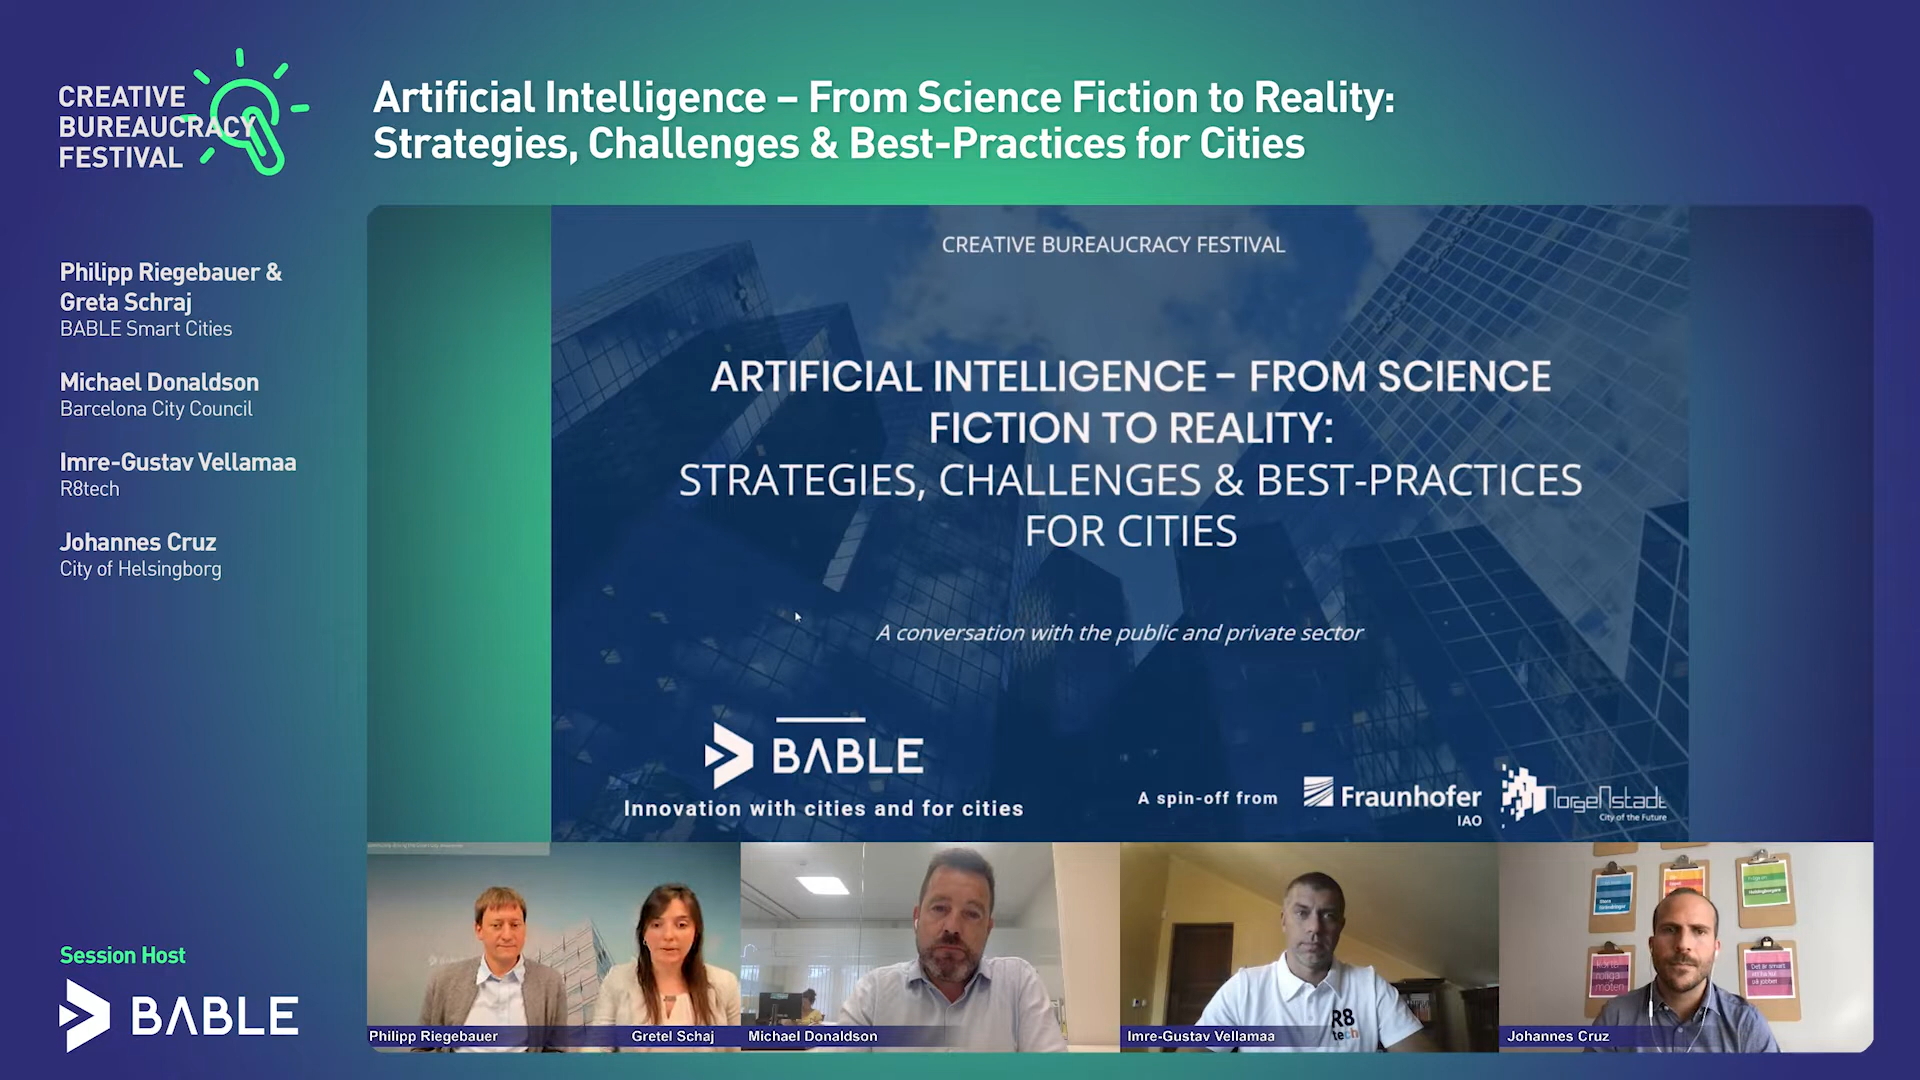 CREATIVE
BUREAUCRACY
FESTIVAL
Artificial Intelligence – From Science Fiction to Reality:
Strategies, Challenges & Best-Practices for Cities
Philipp Riegebauer &
Greta Schraj
BABLE Smart Cities
Michael Donaldson
Barcelona City Council
Imre-Gustav Vellamaa
R8tech
Johannes Cruz
City of Helsingborg
Session Host
BABLE
CREATIVE BUREAUCRACY FESTIVAL
ARTIFICIAL INTELLIGENCE – FROM SCIENCE
FICTION TO REALITY:
STRATEGIES, CHALLENGES & BEST-PRACTICES
FOR CITIES
A conversation with the public and private sector
BABLE
Innovation with cities and for cities
A spin-off from
Fraunhofer
IAO
MorgeNstadt
City of the Future
Philipp Riegebauer
Gretel Schaj
Michael Donaldson
R8
tech
Imre-Gustav Vellamaa
Johannes Cruz